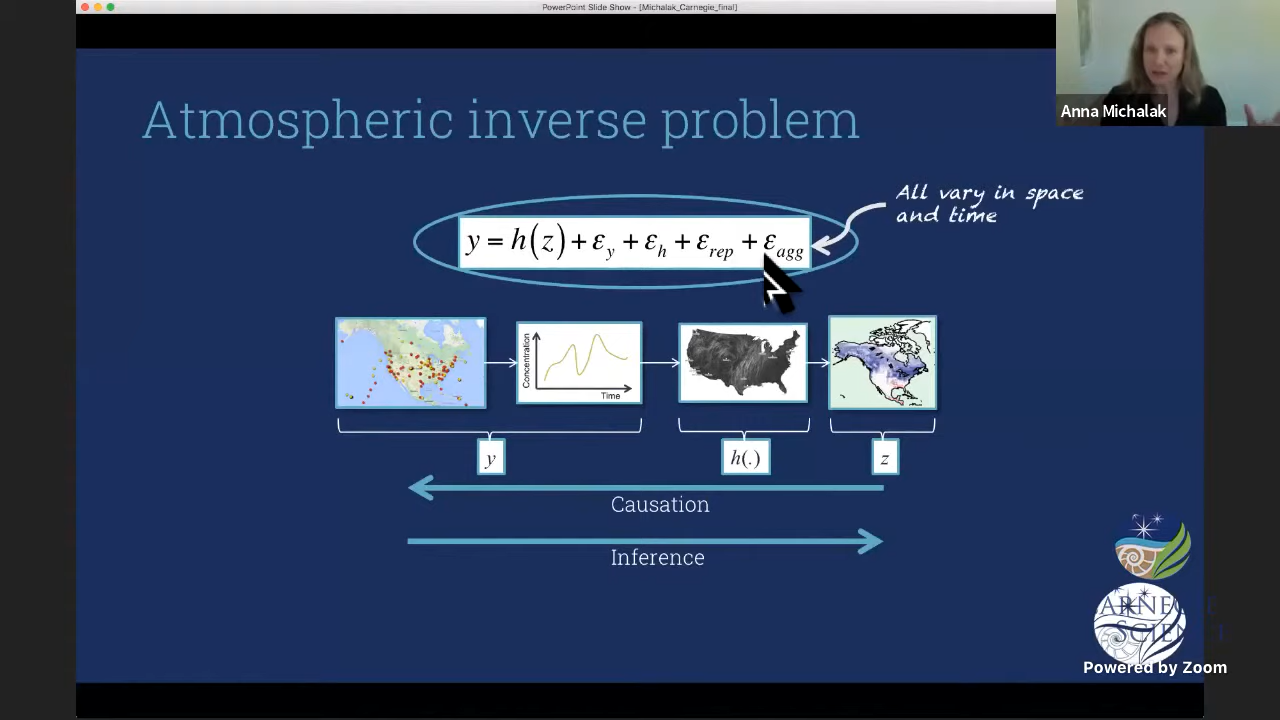 PowerPoint Slide Show - [Michalak_Carnegie_final]
Anna Michalak
Atmospheric inverse problem
All vary in space
and time
y = h(z) + ε_y + ε_h + ε_rep + ε_agg
Concentration
Time
y
h(.)
z
Causation
Inference
Powered by Zoom